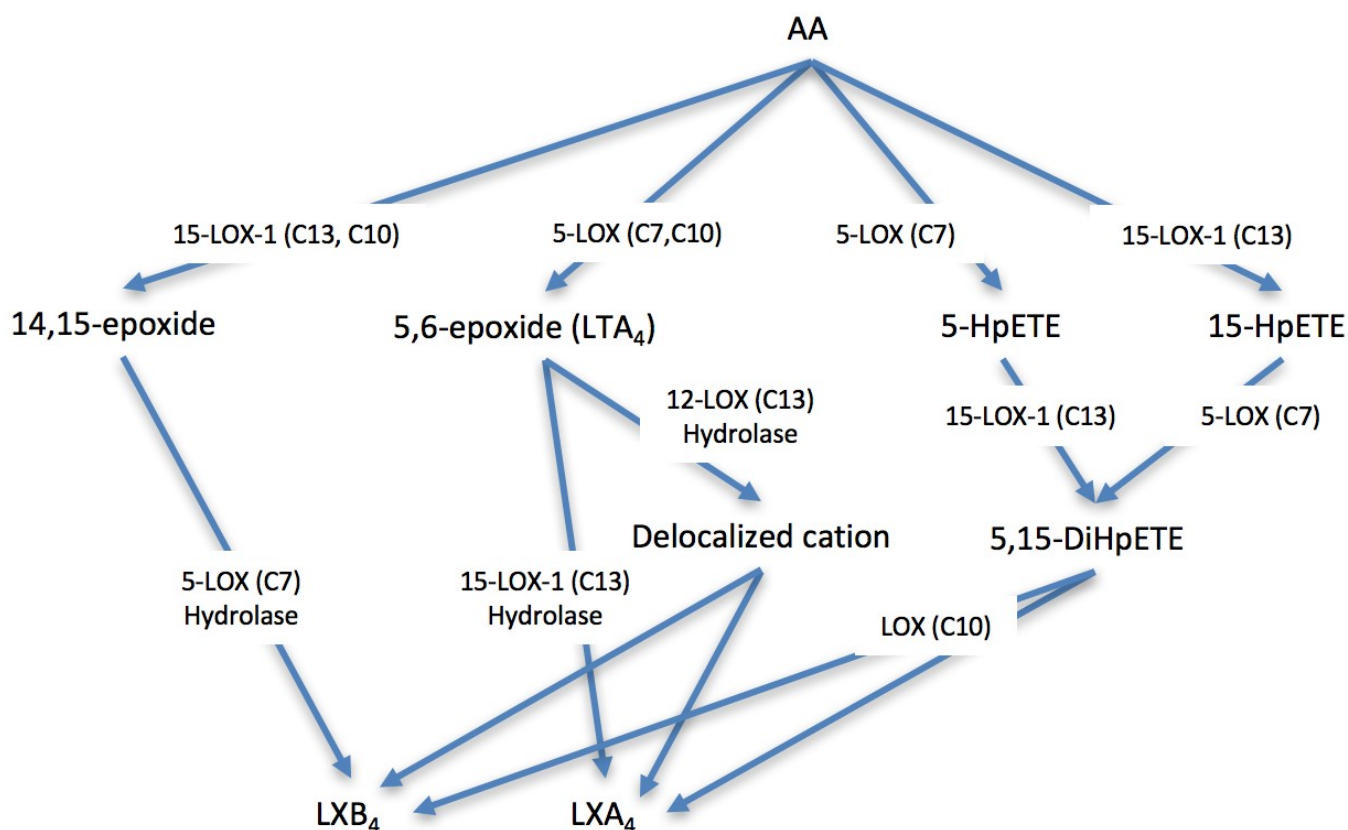 AA
15-LOX-1 (C13, C10)
5-LOX (C7,C10)
5-LOX (C7)
15-LOX-1 (C13)
14,15-epoxide
5,6-epoxide (LTA₄)
5-HpETE
15-HpETE
12-LOX (C13)
Hydrolase
15-LOX-1 (C13)
5-LOX (C7)
Delocalized cation
5,15-DiHpETE
5-LOX (C7)
Hydrolase
15-LOX-1 (C13)
Hydrolase
LOX (C10)
LXB₄
LXA₄